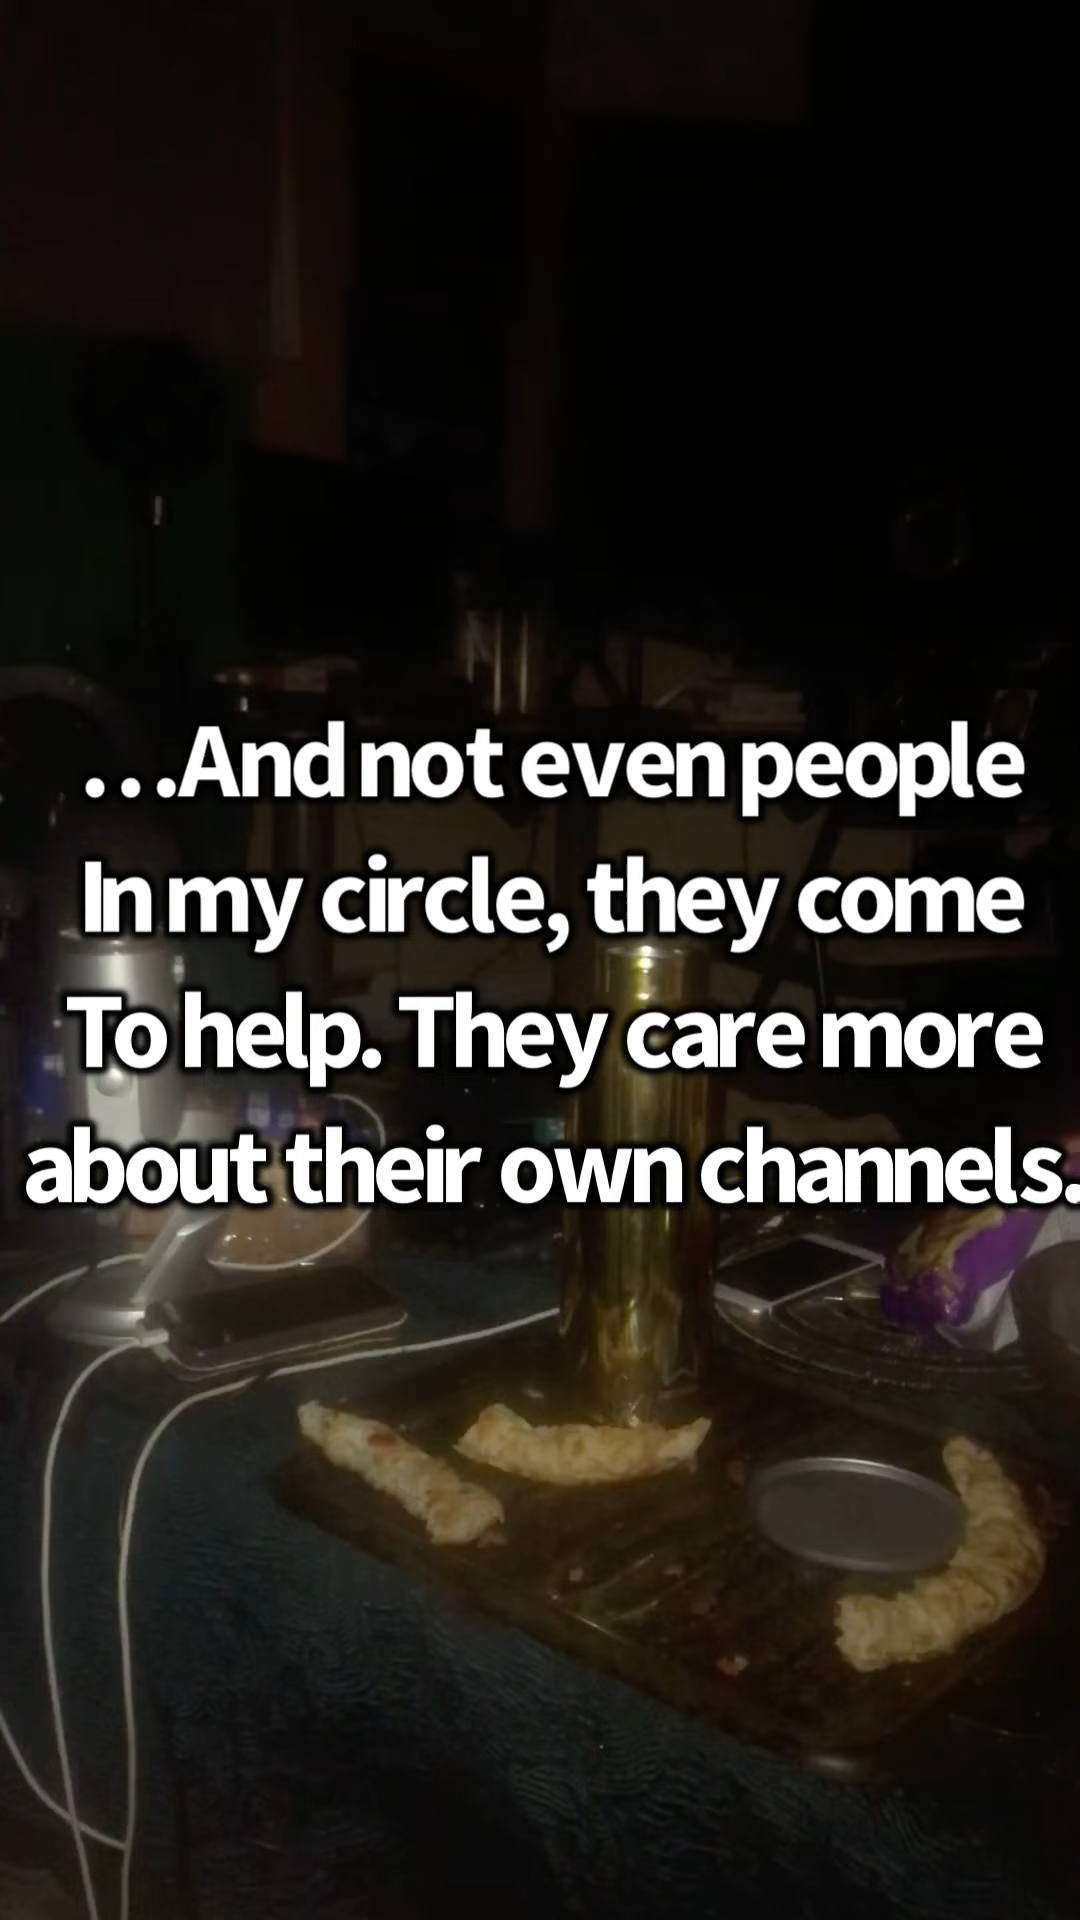 ...And not even people
In my circle, they come
To help. They care more
about their own channels.